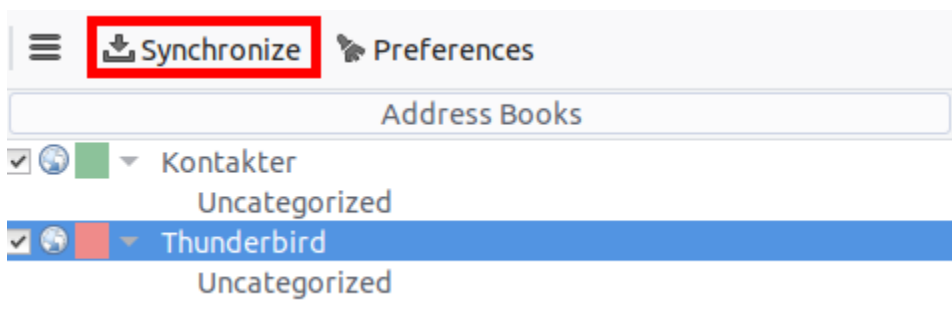 Synchronize Preferences
Address Books
Kontakter
Uncategorized
Thunderbird
Uncategorized